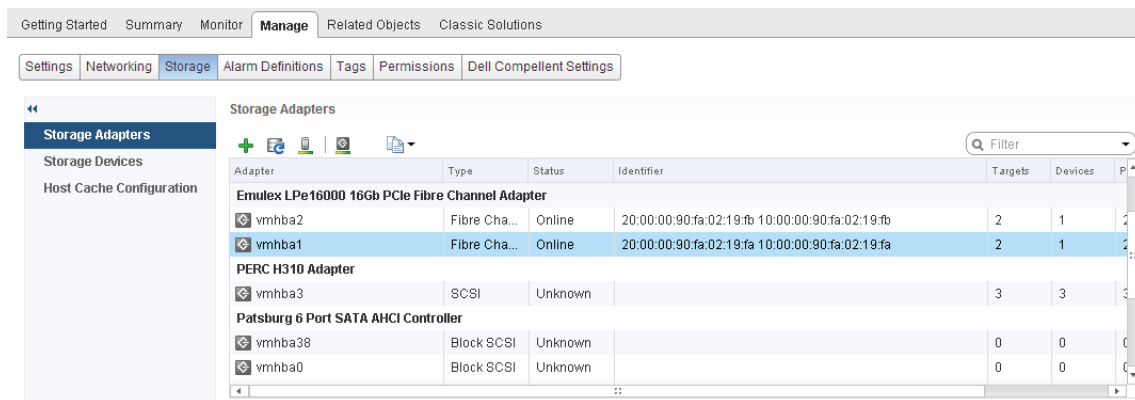 Getting Started Summary Monitor Manage Related Objects Classic Solutions
Settings Networking Storage Alarm Definitions Tags Permissions Dell Compellent Settings
Storage Adapters
Storage Devices
Host Cache Configuration
Storage Adapters
Filter
Adapter Type Status Identifier Targets Devices P
Emulex LPe16000 16Gb PCIe Fibre Channel Adapter
vmhba2 Fibre Cha... Online 20:00:00:90:fa:02:19:fb 10:00:00:90:fa:02:19:fb 2 1 2
vmhba1 Fibre Cha... Online 20:00:00:90:fa:02:19:fa 10:00:00:90:fa:02:19:fa 2 1 2
PERC H310 Adapter
vmhba3 SCSI Unknown 3 3 3
Patsburg 6 Port SATA AHCI Controller
vmhba38 Block SCSI Unknown 0 0
vmhba0 Block SCSI Unknown 0 0